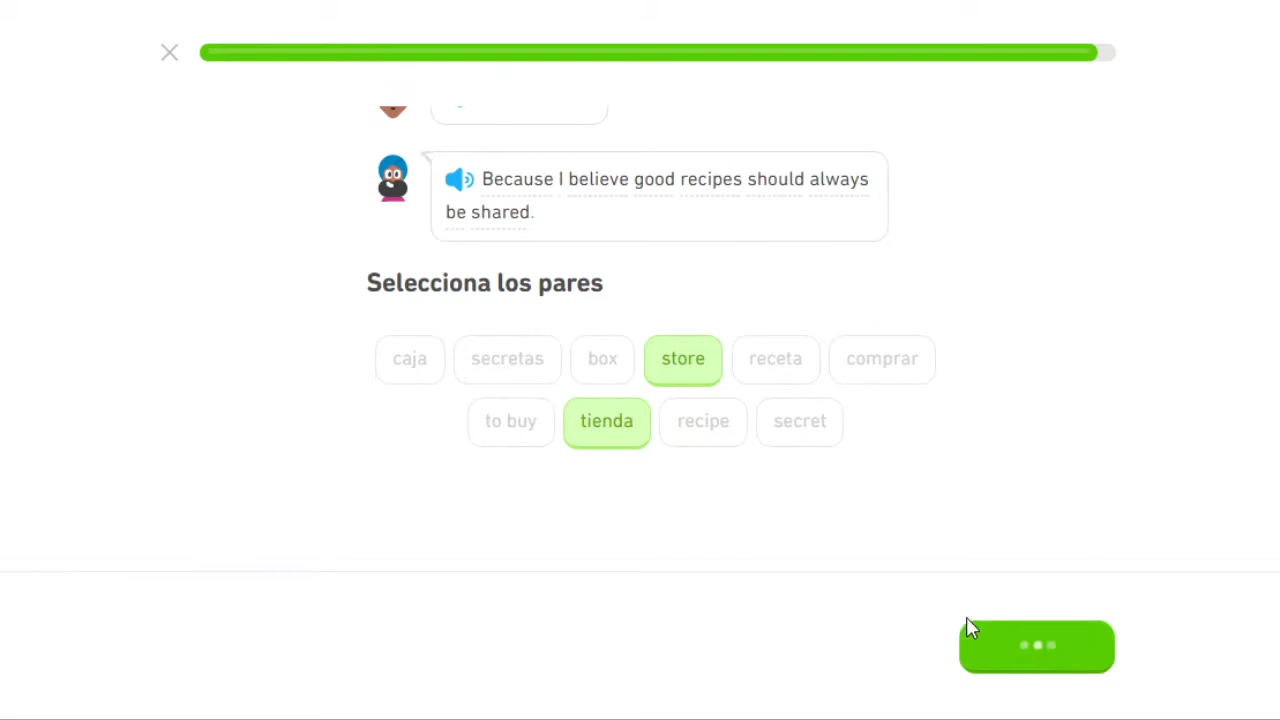 Because I believe good recipes should always
be shared.
Selecciona los pares
caja secretas box store receta comprar
to buy tienda recipe secret